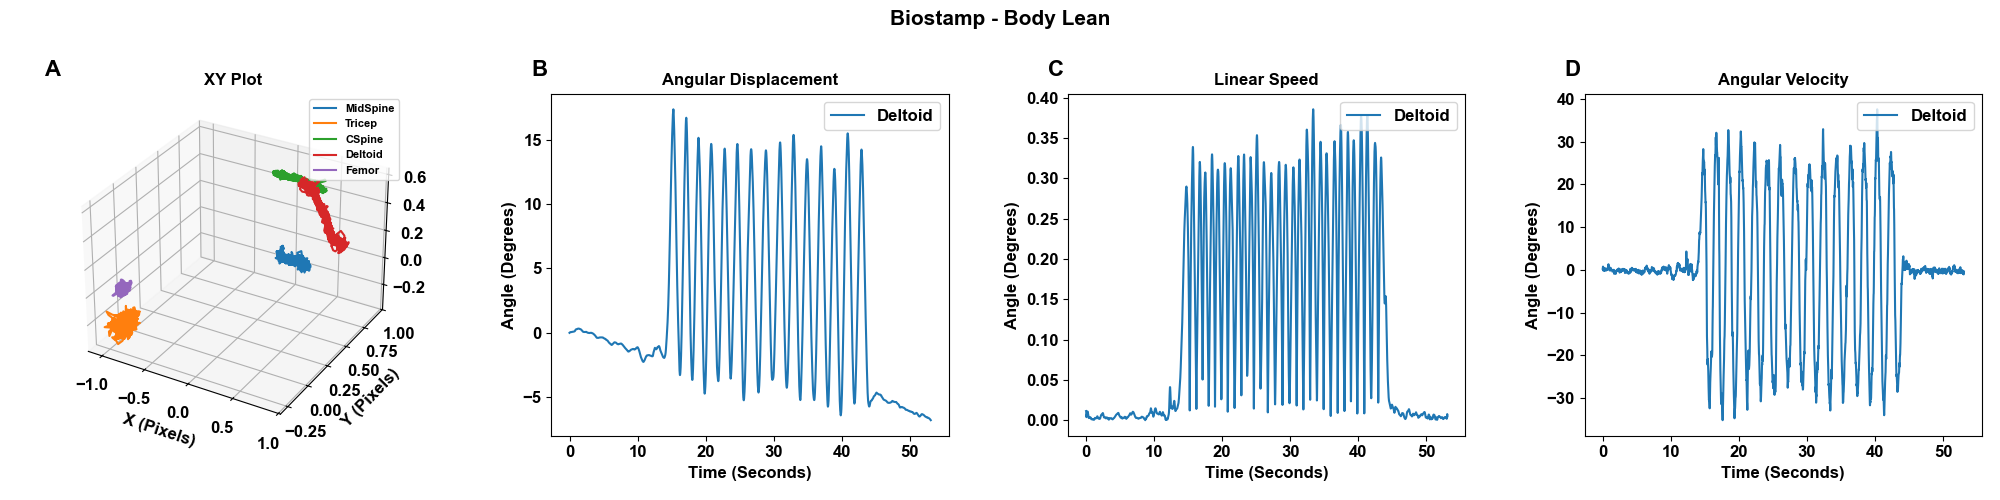 Biostamp - Body Lean
A
XY Plot
MidSpine
Tricep
CSpine
Deltoid
Femor
0.6
0.4
0.2
0.0
−0.2
1.00
0.75
0.50
0.25
0.00
−0.25
Y (Pixels)
−1.0
−0.5
0.0
0.5
1.0
X (Pixels)
B
Angular Displacement
Deltoid
Angle (Degrees)
15
10
5
0
−5
0 10 20 30 40 50
Time (Seconds)
C
Linear Speed
Deltoid
Angle (Degrees)
0.40
0.35
0.30
0.25
0.20
0.15
0.10
0.05
0.00
0 10 20 30 40 50
Time (Seconds)
D
Angular Velocity
Deltoid
Angle (Degrees)
40
30
20
10
0
−10
−20
−30
0 10 20 30 40 50
Time (Seconds)